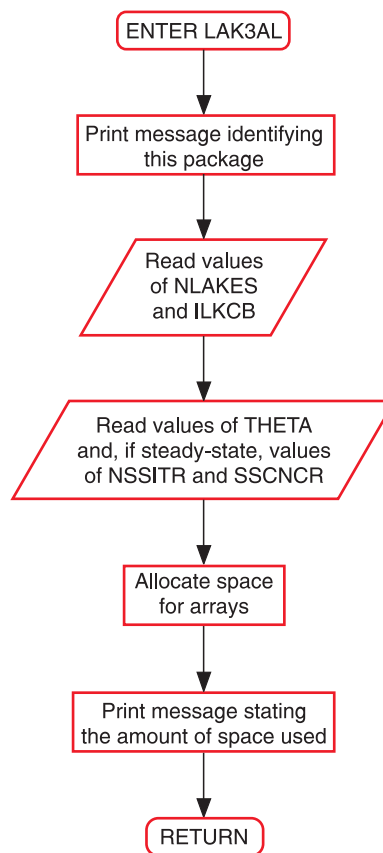 ENTER LAK3AL
Print message identifying
this package
Read values
of NLAKES
and ILKCB
Read values of THETA
and, if steady-state, values
of NSSITR and SSCNCR
Allocate space
for arrays
Print message stating
the amount of space used
RETURN